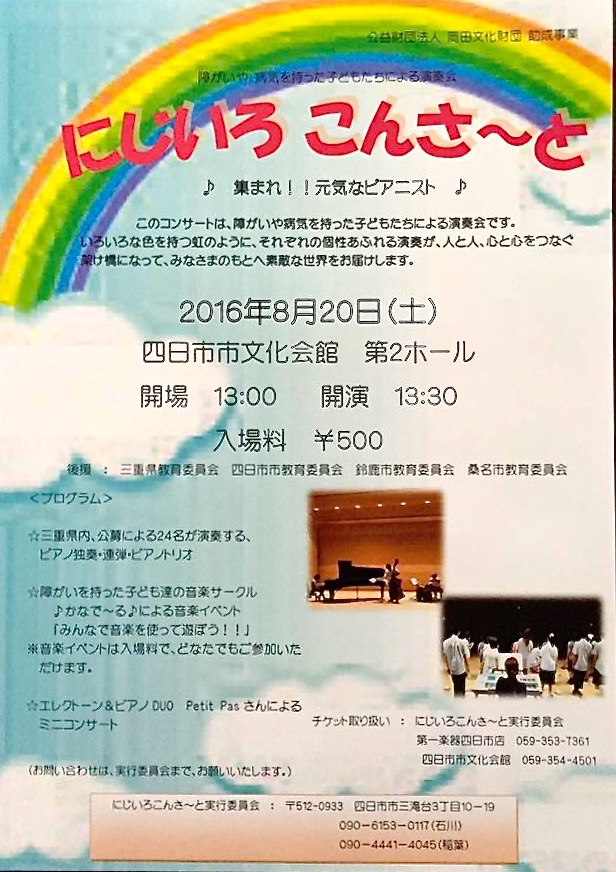 公益財団法人 岡田文化財団 助成事業
障がいや 病気を持った子どもたちによる演奏会
にじいろ こんさ～と
♪ 集まれ！！元気なピアニスト ♪
このコンサートは、障がいや病気を持った子どもたちによる演奏会です。
いろいろな色を持つ虹のように、それぞれの個性あふれる演奏が、人と人、心と心をつなぐ
架け橋になって、みなさまのもとへ素敵な世界をお届けします。
2016年8月20日（土）
四日市市文化会館 第2ホール
開場 13:00 開演 13:30
入場料 ￥500
後援 ： 三重県教育委員会 四日市市教育委員会 鈴鹿市教育委員会 桑名市教育委員会
＜プログラム＞
☆三重県内、公募による24名が演奏する、
ピアノ独奏・連弾・ピアノトリオ
☆障がいを持った子ども達の音楽サークル
♪かなで～る♪による音楽イベント
「みんなで音楽を使って遊ぼう！！」
※音楽イベントは入場料で、どなたでもご参加いた
だけます。
☆エレクトーン＆ピアノDUO Petit Pas さんによる
ミニコンサート
チケット取り扱い ： にじいろこんさ～と実行委員会
第一楽器四日市店 059-353-7361
四日市市文化会館 059-354-4501
（お問い合わせは、実行委員会まで、お願いいたします。）
にじいろこんさ～と実行委員会 ： 〒512-0933 四日市市三滝台3丁目10－19
090-6153-0117（石川）
090-4441-4045（稲葉）